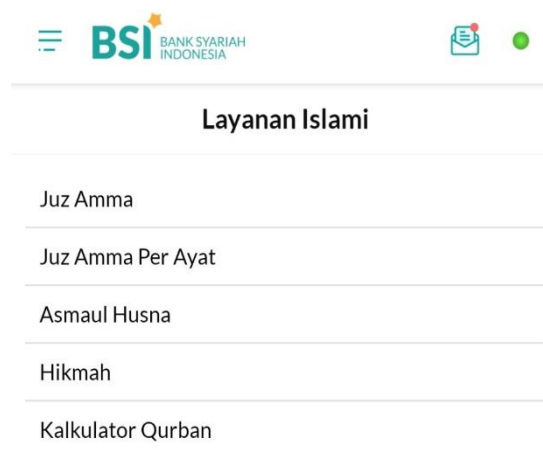 BSI BANK SYARIAH
INDONESIA
Layanan Islami
Juz Amma
Juz Amma Per Ayat
Asmaul Husna
Hikmah
Kalkulator Qurban